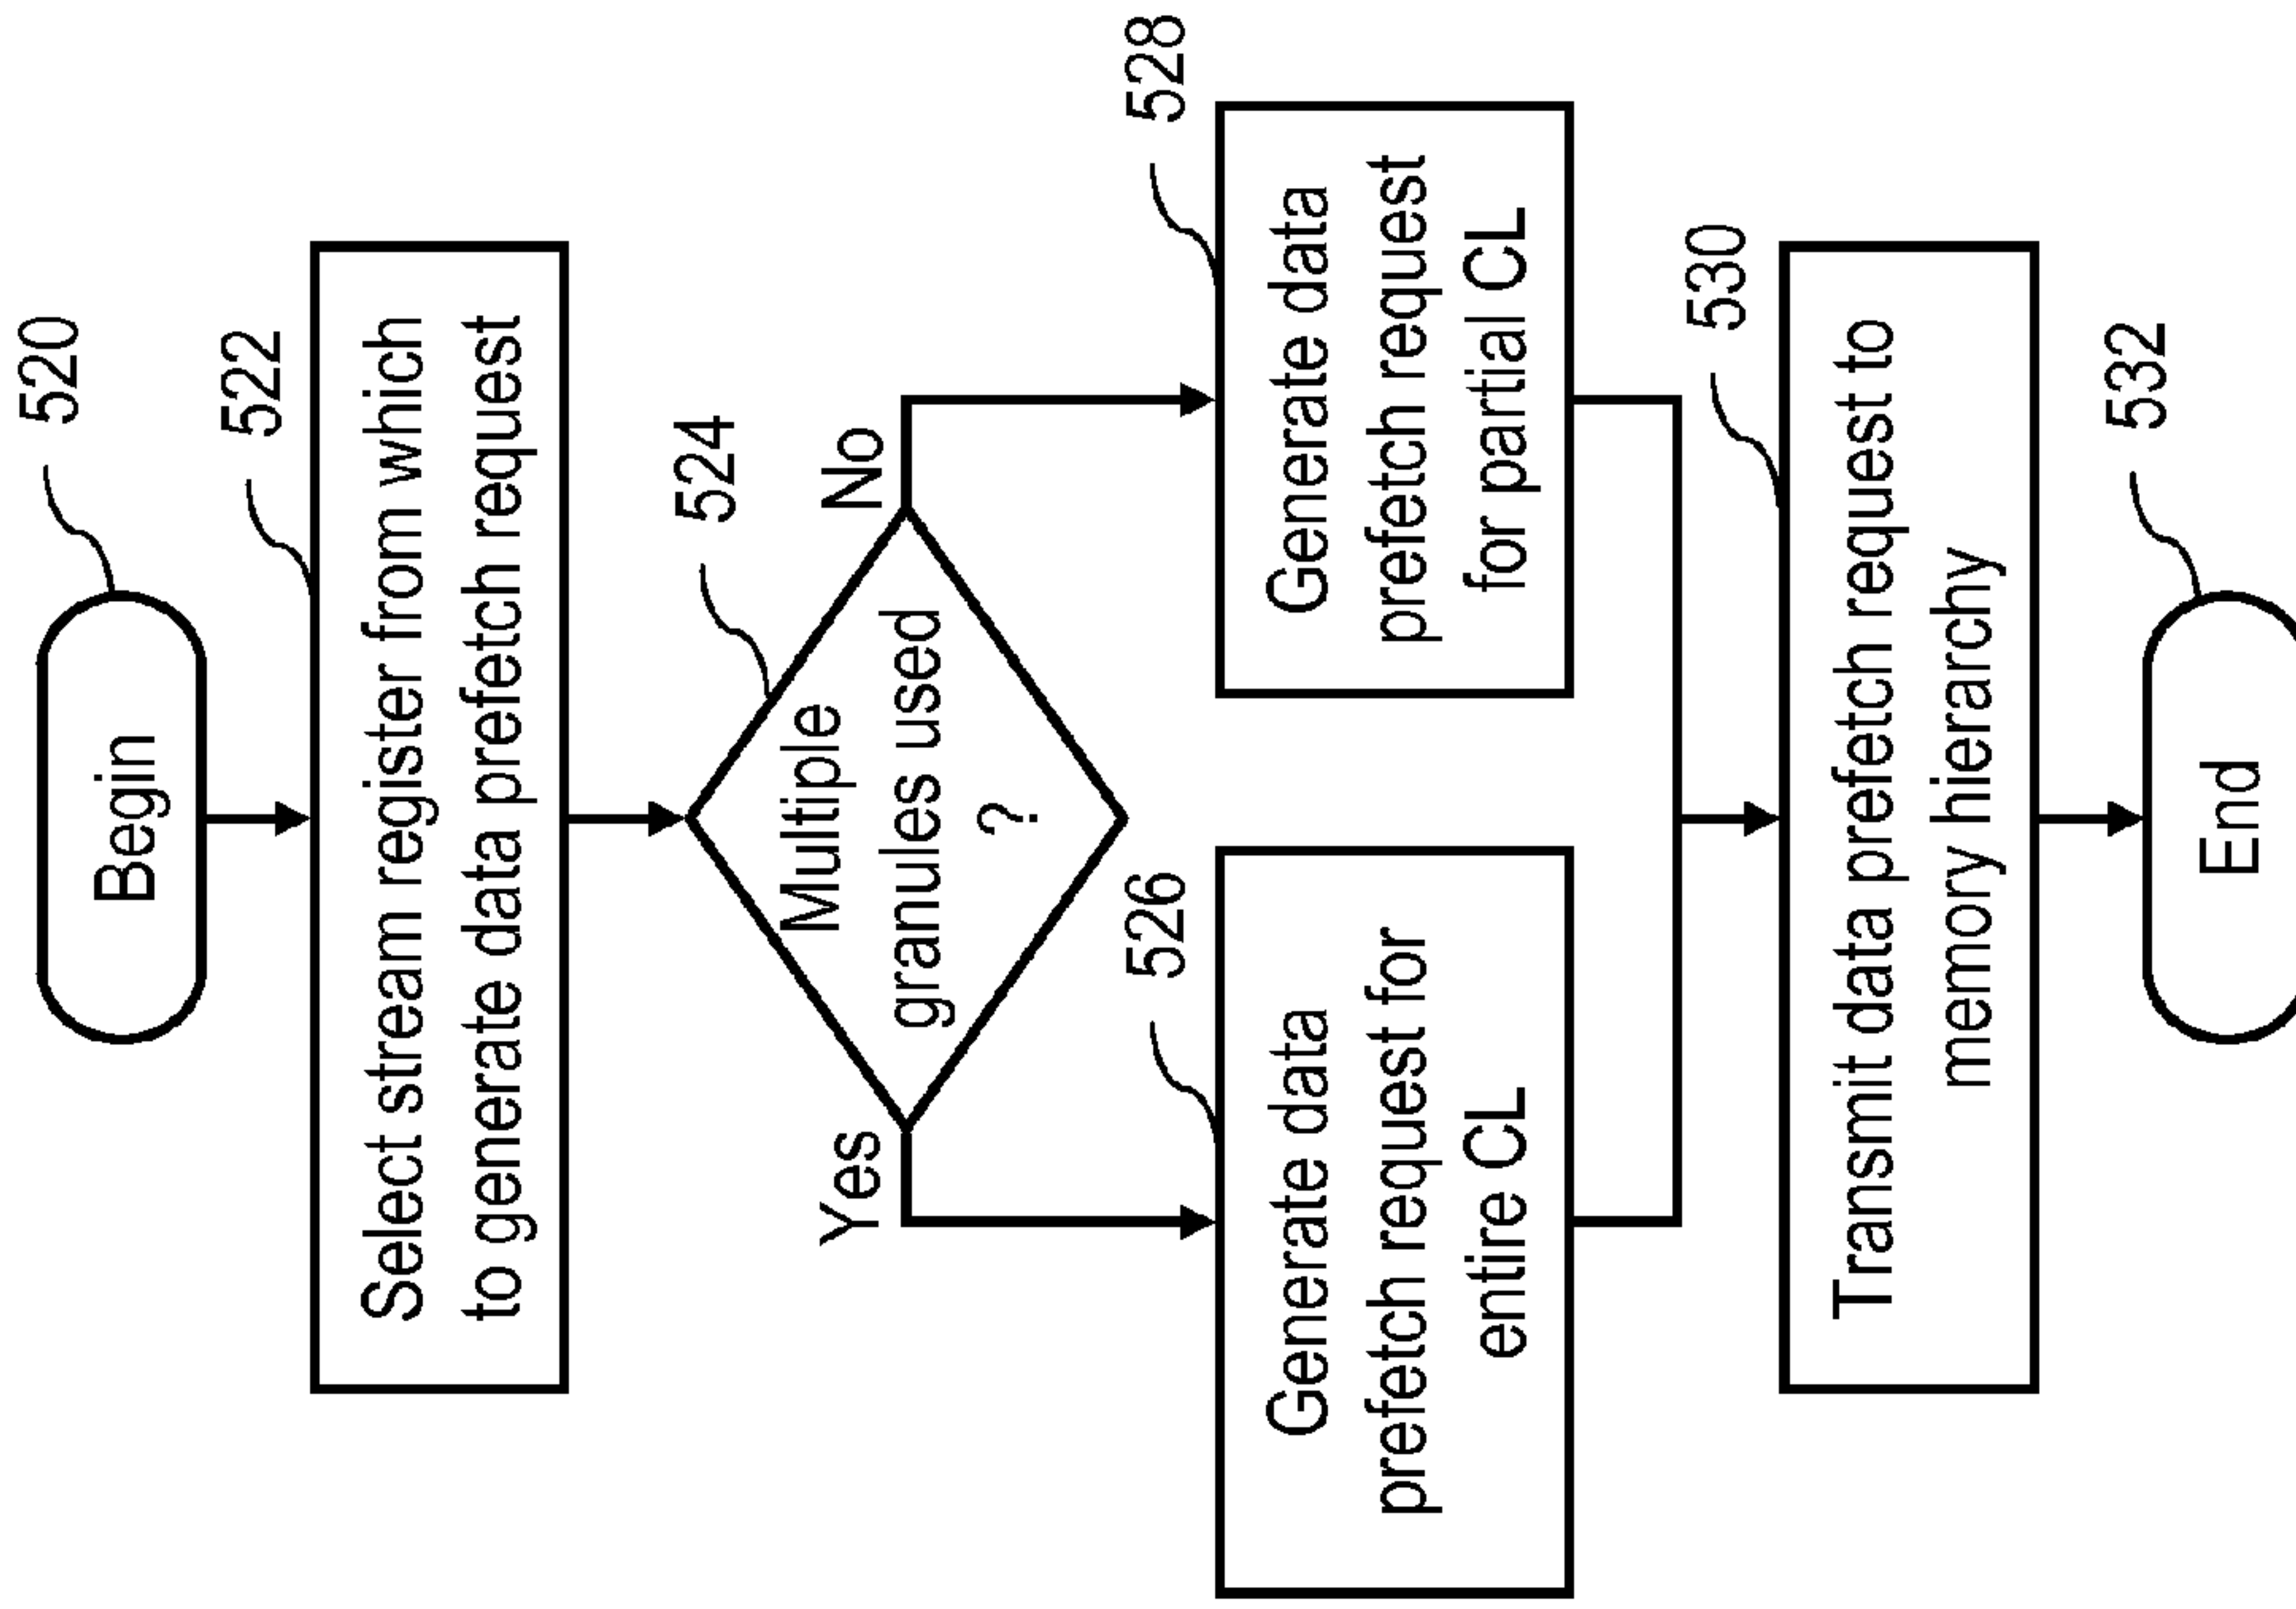 Begin
520
Select stream register from which
to generate data prefetch request
522
Multiple
granules used
?
524
Yes
No
Generate data
prefetch request for
entire CL
526
Generate data
prefetch request
for partial CL
528
Transmit data prefetch request to
memory hierarchy
530
End
532